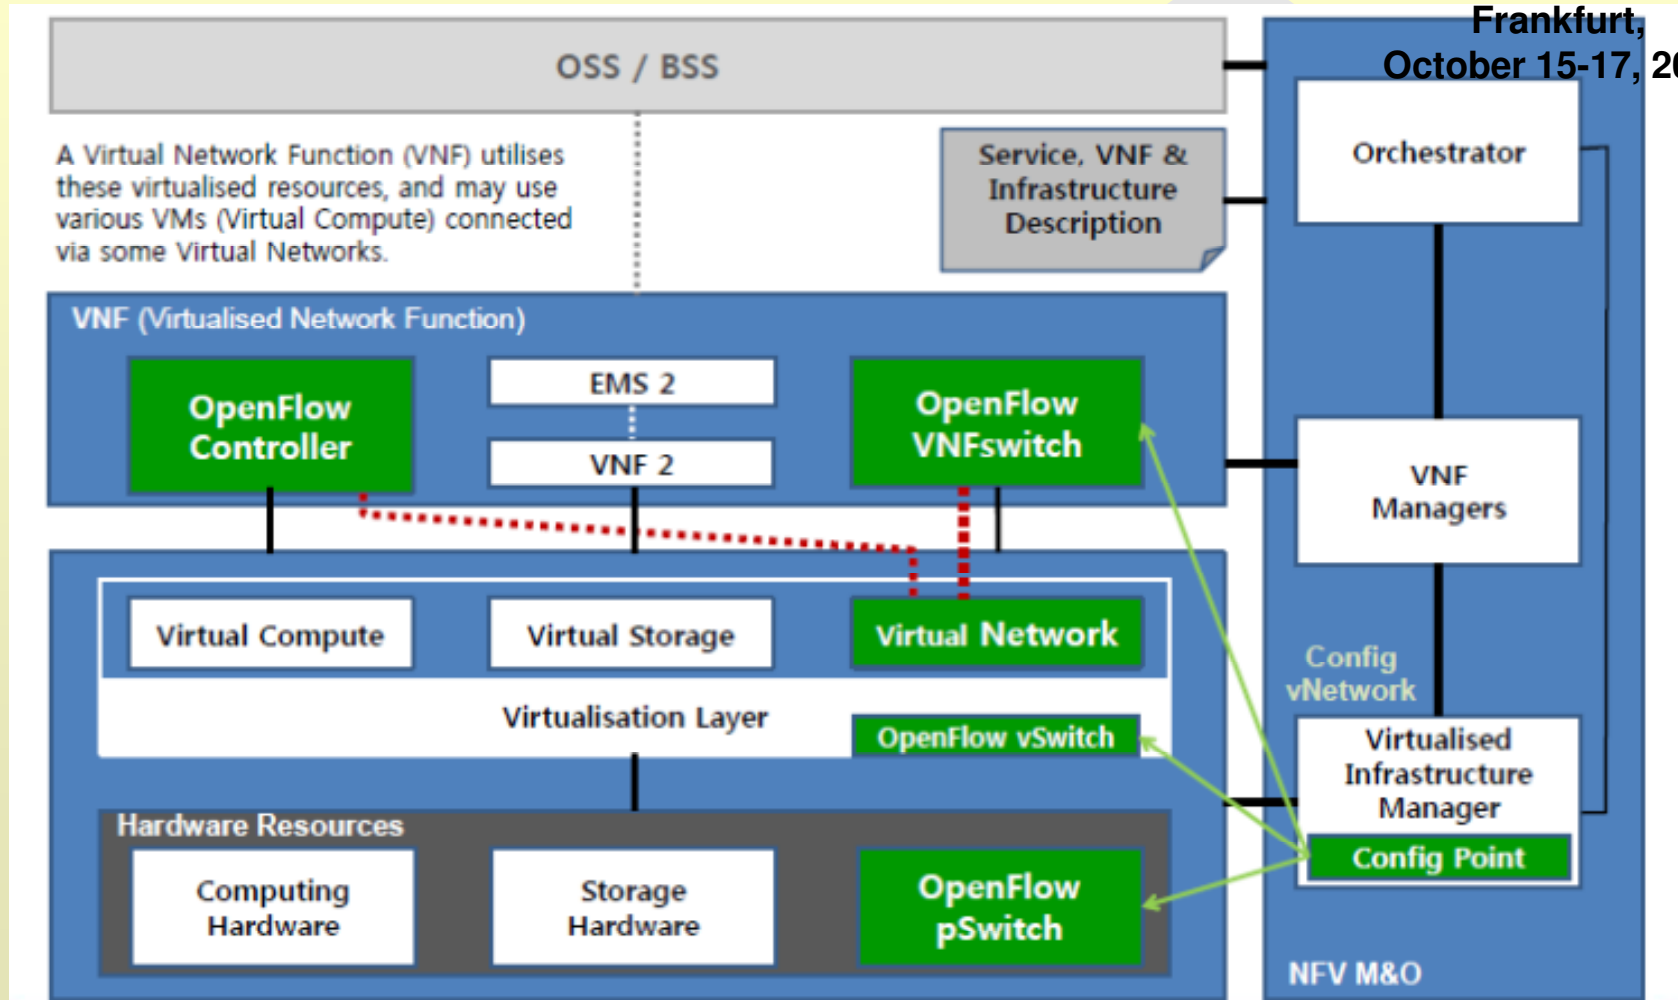 Frankfurt,
October 15-17,
OSS / BSS
A Virtual Network Function (VNF) utilises
these virtualised resources, and may use
various VMs (Virtual Compute) connected
via some Virtual Networks.
Service, VNF &
Infrastructure
Description
Orchestrator
VNF (Virtualised Network Function)
OpenFlow
Controller
EMS 2
VNF 2
OpenFlow
VNFswitch
VNF
Managers
Virtual Compute
Virtual Storage
Virtual Network
Config
vNetwork
Virtualisation Layer
OpenFlow vSwitch
Virtualised
Infrastructure
Manager
Config Point
Hardware Resources
Computing
Hardware
Storage
Hardware
OpenFlow
pSwitch
NFV M&O